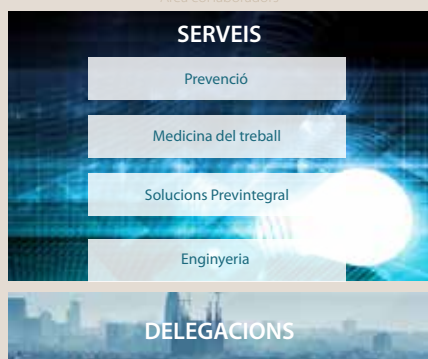 SERVEIS
Prevenció
Medicina del treball
Solucions Previntegral
Enginyeria
DELEGACIONS